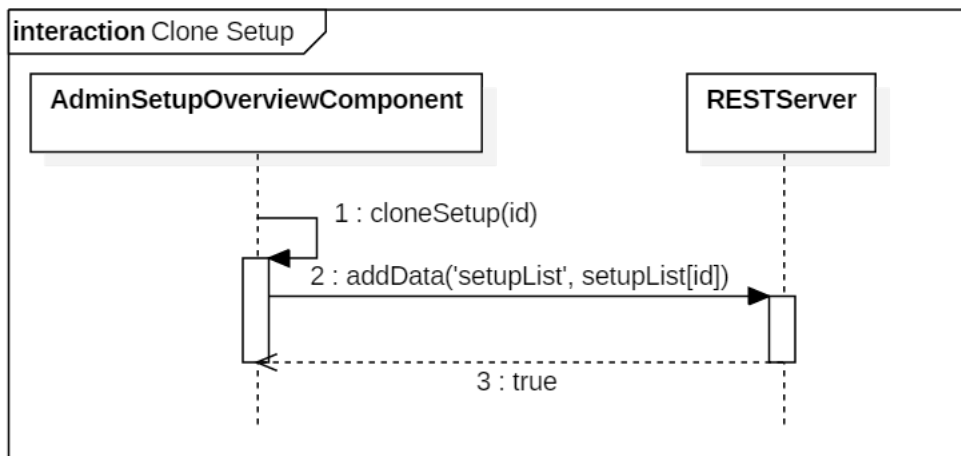 interaction Clone Setup
AdminSetupOverviewComponent
RESTServer
1 : cloneSetup(id)
2 : addData('setupList', setupList[id])
3 : true